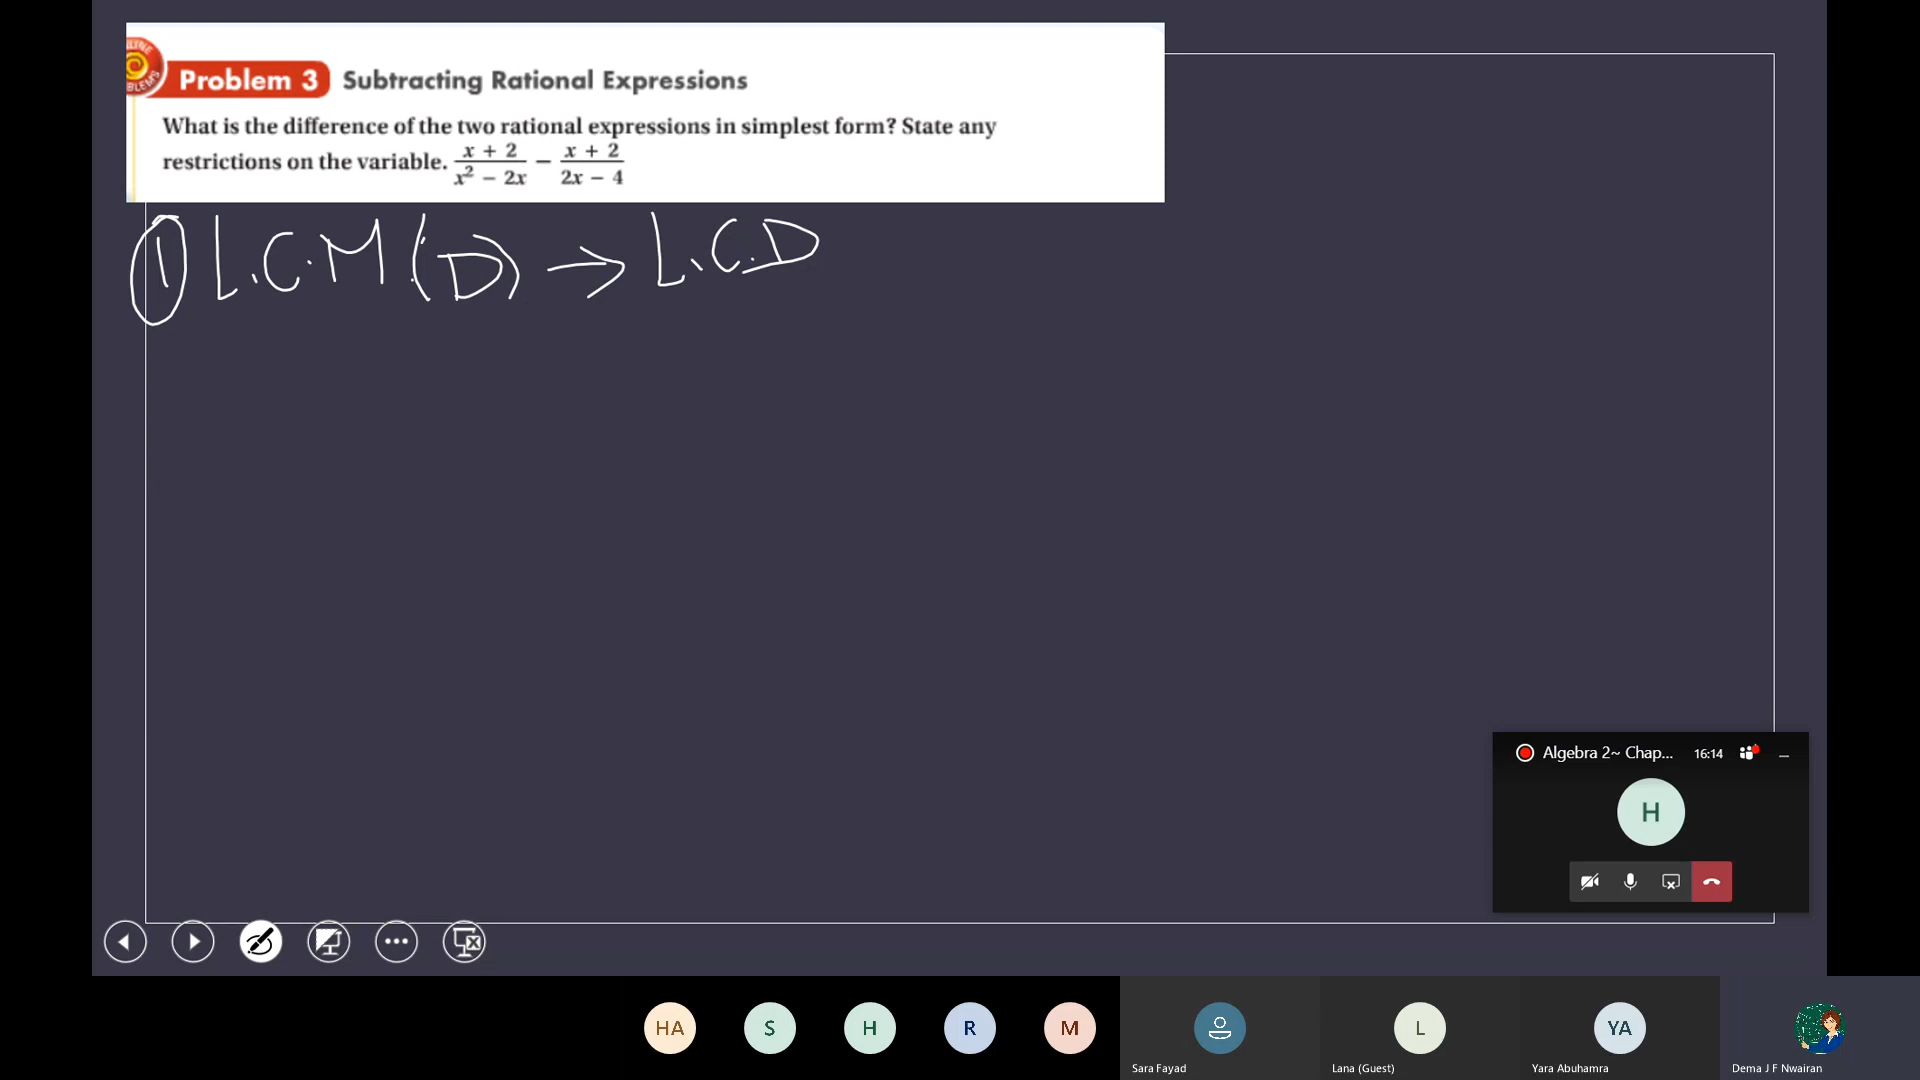 Problem 3 Subtracting Rational Expressions
What is the difference of the two rational expressions in simplest form? State any
restrictions on the variable. (x + 2)/(x² − 2x) − (x + 2)/(2x − 4)
① L.C.M (D) → L.C.D
Algebra 2~ Chap... 16:14
H
HA S H R M L YA
Sara Fayad Lana (Guest) Yara Abuhamra Dema J F Nwairan